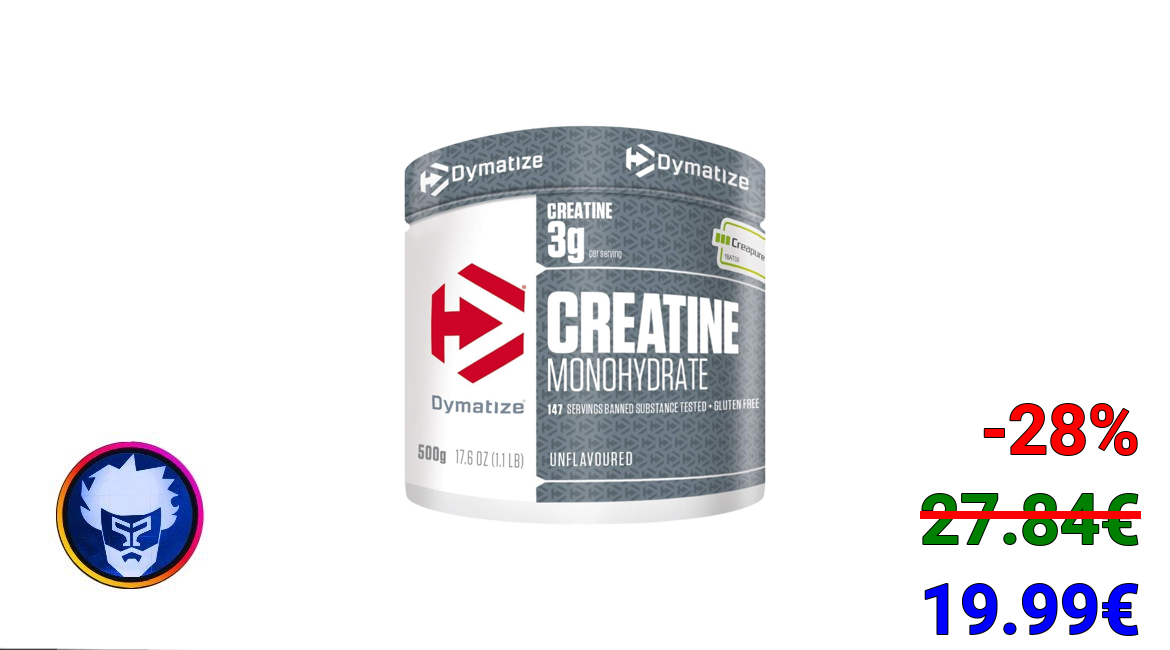 Dymatize Dymatize
CREATINE
3g per serving
Creapure
CREATINE
MONOHYDRATE
147 SERVINGS BANNED SUBSTANCE TESTED + GLUTEN FREE
Dymatize
500g 17.6 OZ (1.1 LB)
UNFLAVOURED
-28%
27.84€
19.99€